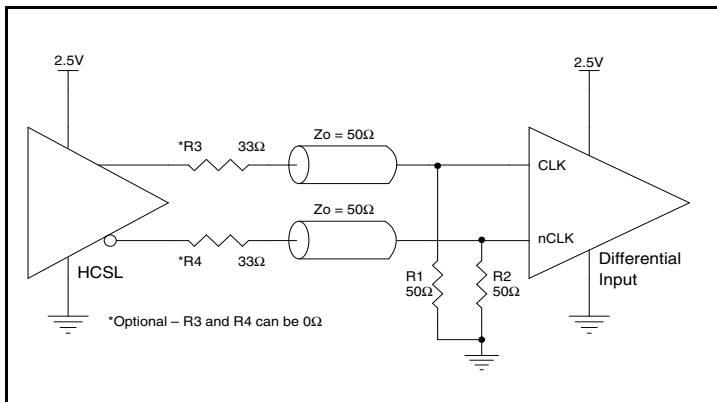 2.5V
2.5V
*R3 33Ω
Zo = 50Ω
CLK
Zo = 50Ω
nCLK
HCSL
*R4 33Ω
R1
50Ω
R2
50Ω
Differential
Input
*Optional – R3 and R4 can be 0Ω